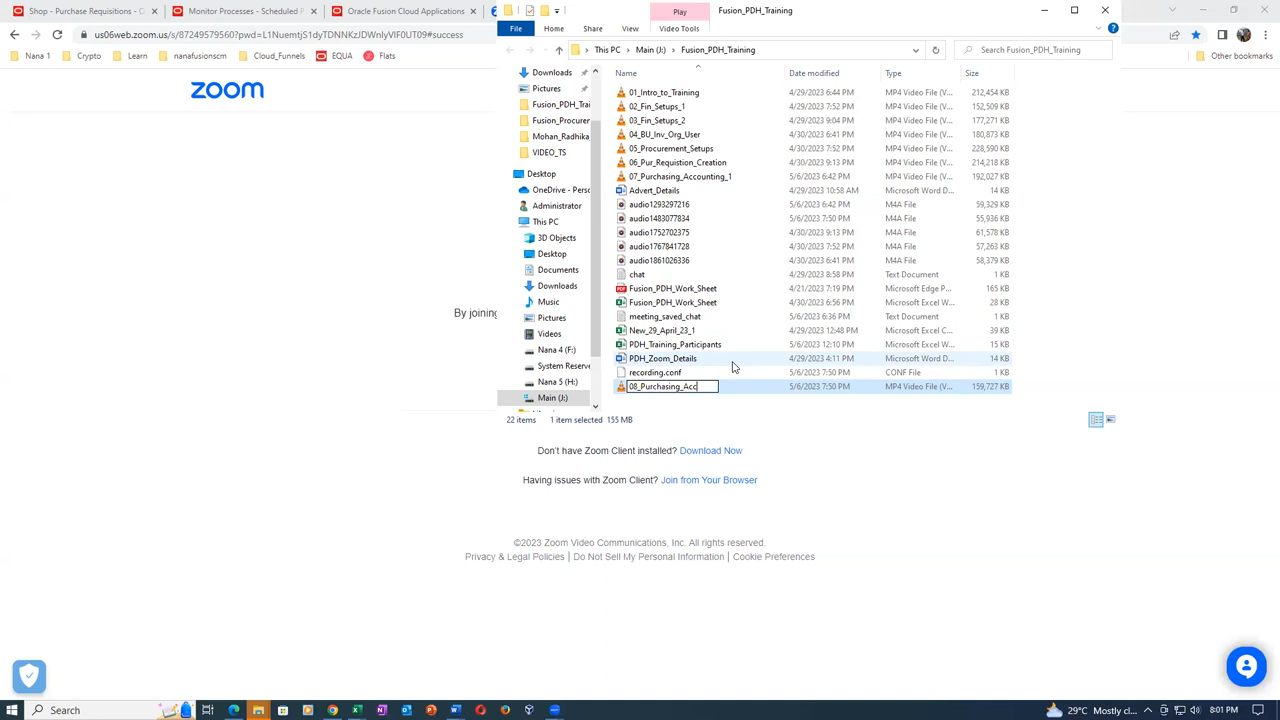 Play
Fusion_PDH_Training
Shop - Purchase Requisitions - O
Monitor Processes - Scheduled P
Oracle Fusion Cloud Applications
File
Home
Share
View
Video Tools
us06web.zoom.us/s/87249579560?p
#success
This PC
Main (J:)
Fusion_PDH_Training
Search Fusion_PDH_Training
Nana 1
Crypto
Learn
nanafusionscm
Cloud_Funnels
EQUA
Flats
Other bookmarks
zoom
By joining
Downloads
Pictures
Fusion_PDH_Trai
Fusion_Procurem
Mohan_Radhika
VIDEO_TS
Desktop
OneDrive - Perso
Administrator
This PC
3D Objects
Desktop
Documents
Downloads
Music
Pictures
Videos
Nana 4 (F:)
System Reserve
Nana 5 (H:)
Main (J:)
Name Date modified Type Size
01_Intro_to_Training 4/29/2023 6:44 PM MP4 Video File (V... 212,454 KB
02_Fin_Setups_1 4/29/2023 7:52 PM MP4 Video File (V... 152,509 KB
03_Fin_Setups_2 4/29/2023 9:04 PM MP4 Video File (V... 177,271 KB
04_BU_Inv_Org_User 4/30/2023 6:41 PM MP4 Video File (V... 180,873 KB
05_Procurement_Setups 4/30/2023 7:52 PM MP4 Video File (V... 228,590 KB
06_Pur_Requistion_Creation 4/30/2023 9:13 PM MP4 Video File (V... 214,218 KB
07_Purchasing_Accounting_1 5/6/2023 6:42 PM MP4 Video File (V... 192,027 KB
Advert_Details 4/29/2023 10:58 AM Microsoft Word D... 14 KB
audio1293297216 5/6/2023 6:42 PM M4A File 59,329 KB
audio1483077834 5/6/2023 7:50 PM M4A File 55,936 KB
audio1752702375 4/30/2023 9:13 PM M4A File 61,578 KB
audio1767841728 4/30/2023 7:52 PM M4A File 57,263 KB
audio1861026336 4/30/2023 6:41 PM M4A File 58,379 KB
chat 4/29/2023 8:58 PM Text Document 1 KB
Fusion_PDH_Work_Sheet 4/21/2023 7:19 PM Microsoft Edge P... 165 KB
Fusion_PDH_Work_Sheet 4/30/2023 6:56 PM Microsoft Excel W... 28 KB
meeting_saved_chat 5/6/2023 6:36 PM Text Document 1 KB
New_29_April_23_1 4/29/2023 12:48 PM Microsoft Excel C... 39 KB
PDH_Training_Participants 5/6/2023 12:10 PM Microsoft Excel W... 15 KB
PDH_Zoom_Details 4/29/2023 4:11 PM Microsoft Word D... 14 KB
recording.conf 5/6/2023 7:50 PM CONF File 1 KB
08_Purchasing_Acc 5/6/2023 7:50 PM MP4 Video File (V... 159,727 KB
22 items 1 item selected 155 MB
Don't have Zoom Client installed? Download Now
Having issues with Zoom Client? Join from Your Browser
©2023 Zoom Video Communications, Inc. All rights reserved.
Privacy & Legal Policies | Do Not Sell My Personal Information | Cookie Preferences
Search
29°C Mostly c...
8:01 PM